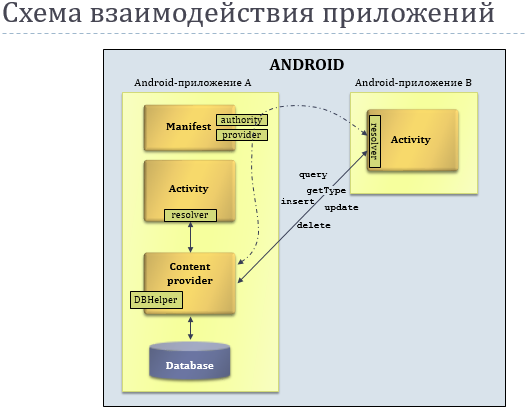 Схема взаимодействия приложений
ANDROID
Android-приложение A
Android-приложение B
Manifest
authority
provider
resolver
Activity
Activity
resolver
query
getType
insert
update
delete
Content
provider
DBHelper
Database